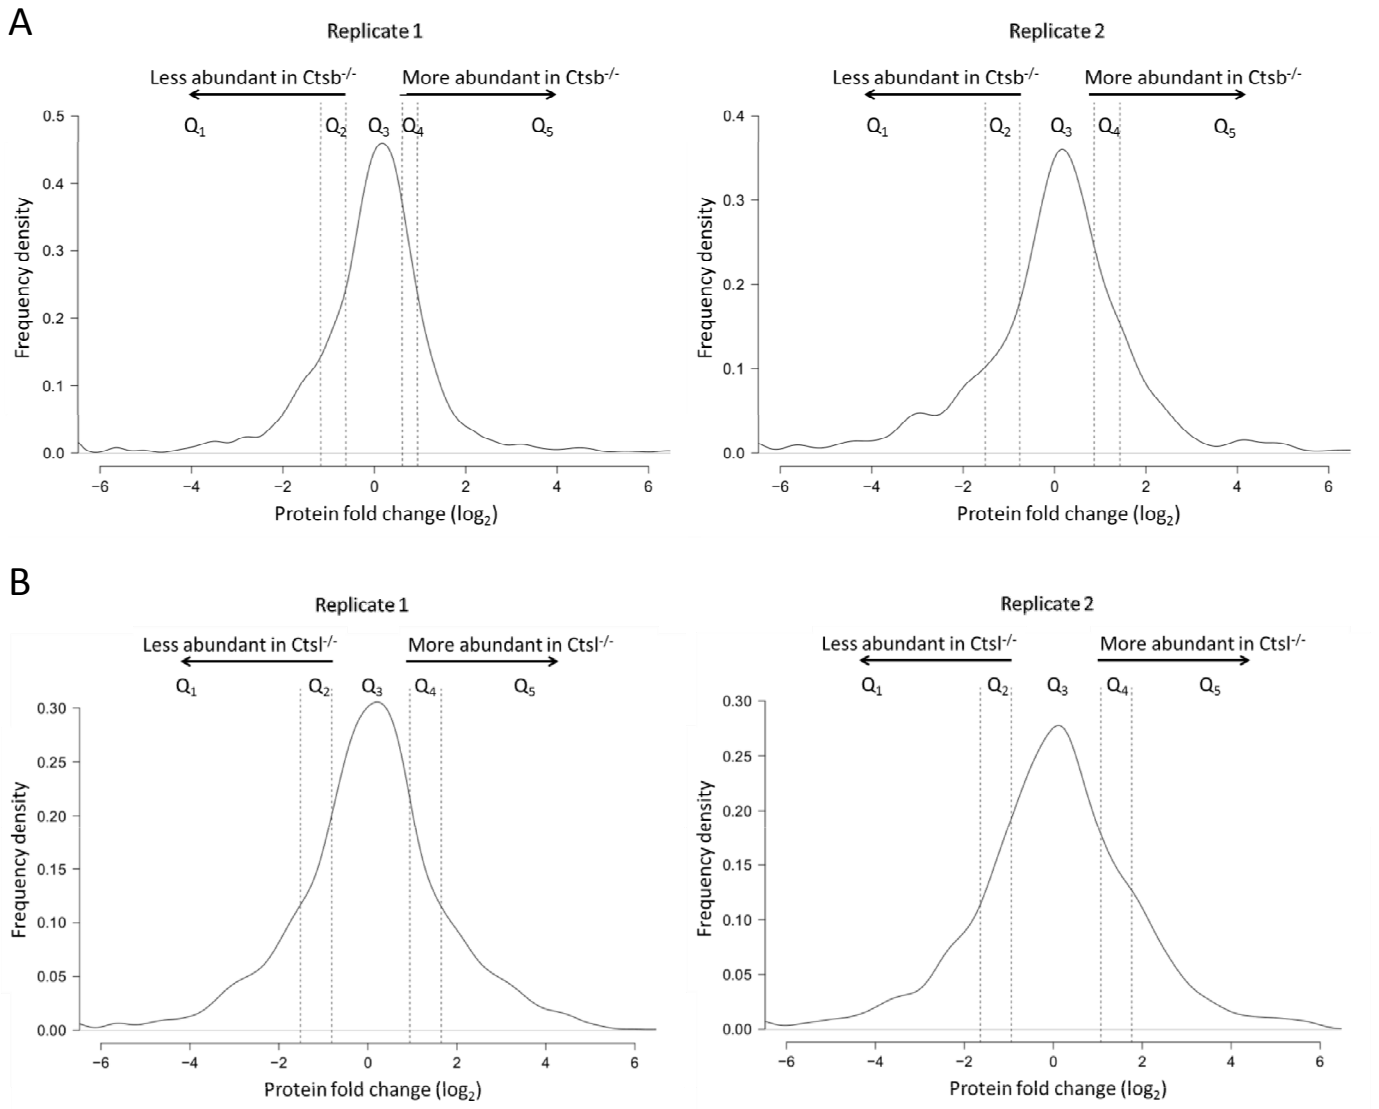 A
Replicate 1
Less abundant in Ctsb-/-
More abundant in Ctsb-/-
Q1 Q2 Q3 Q4 Q5
0.5
0.4
0.3
0.2
0.1
0.0
Frequency density
−6 −4 −2 0 2 4 6
Protein fold change (log2)
Replicate 2
Less abundant in Ctsb-/-
More abundant in Ctsb-/-
Q1 Q2 Q3 Q4 Q5
0.4
0.3
0.2
0.1
0.0
Frequency density
−6 −4 −2 0 2 4 6
Protein fold change (log2)
B
Replicate 1
Less abundant in Ctsl-/-
More abundant in Ctsl-/-
Q1 Q2 Q3 Q4 Q5
0.30
0.25
0.20
0.15
0.10
0.05
0.00
Frequency density
−6 −4 −2 0 2 4 6
Protein fold change (log2)
Replicate 2
Less abundant in Ctsl-/-
More abundant in Ctsl-/-
Q1 Q2 Q3 Q4 Q5
0.30
0.25
0.20
0.15
0.10
0.05
0.00
Frequency density
−6 −4 −2 0 2 4 6
Protein fold change (log2)